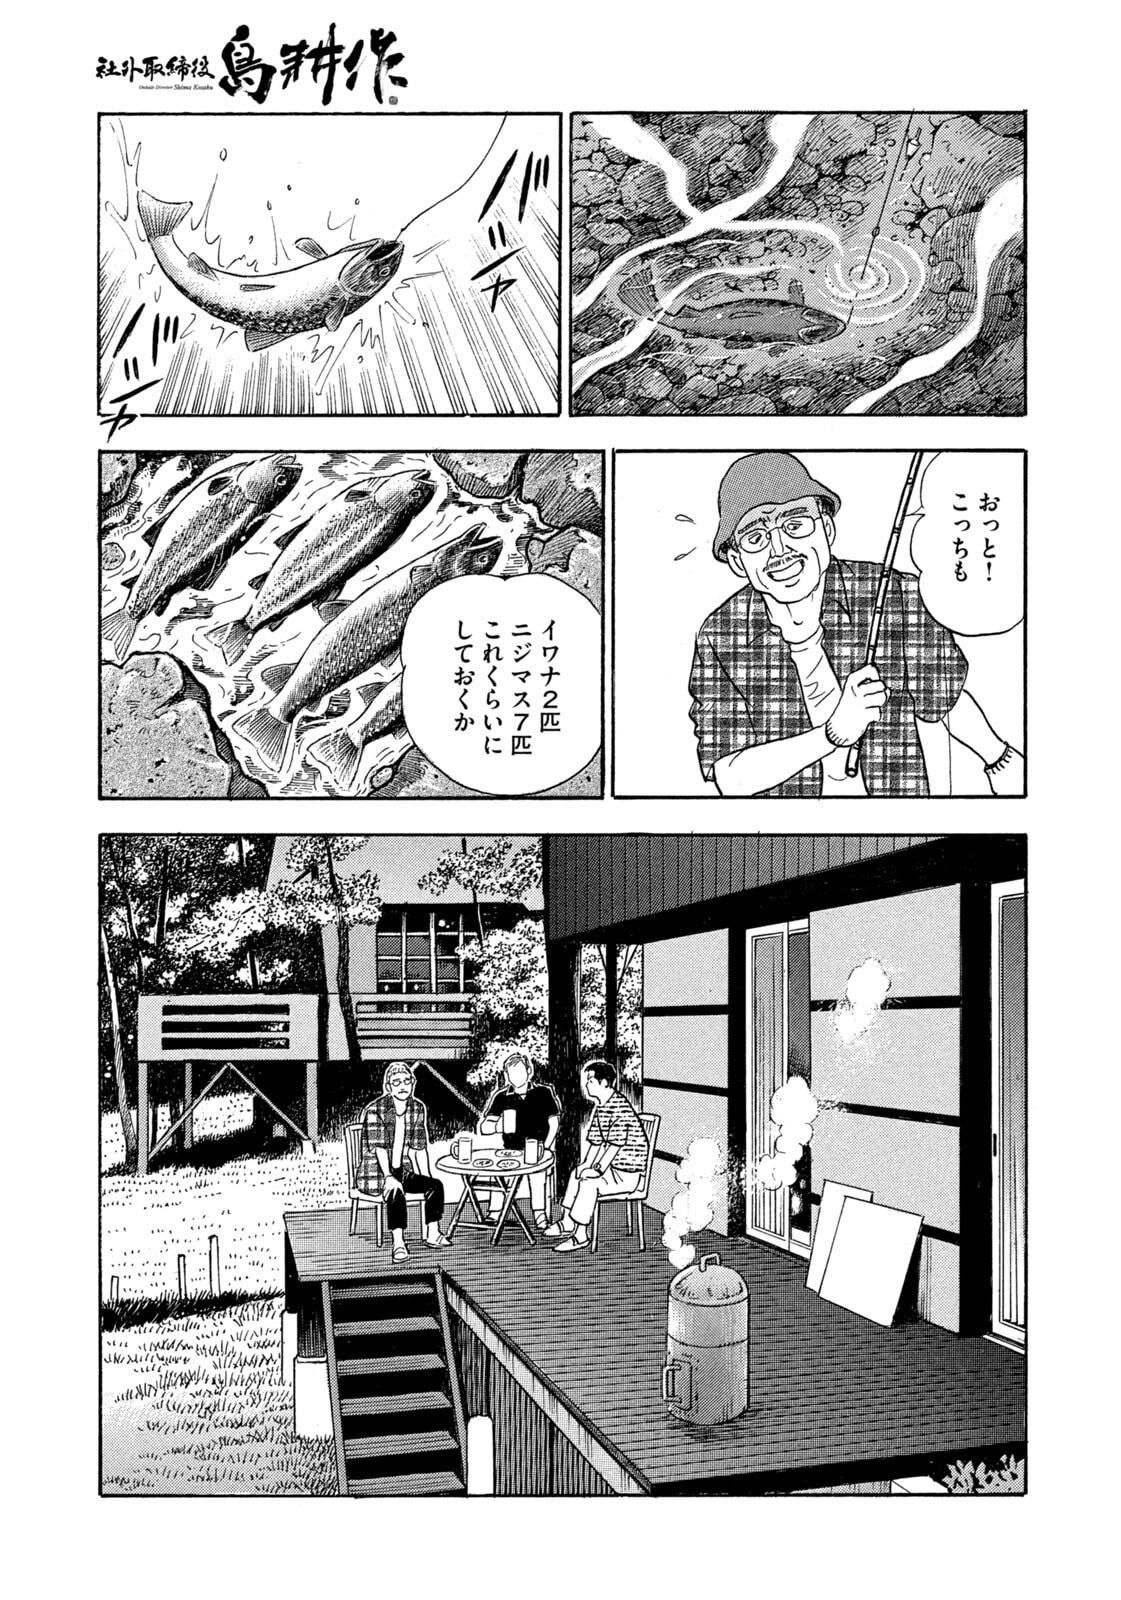 社外取締役 島耕作
Outside Director Shima Kosaku
バ
シャ
バ
シャ
おっと!
こっちも
イワナ2匹
ニジマス7匹
これくらいに
しておくか